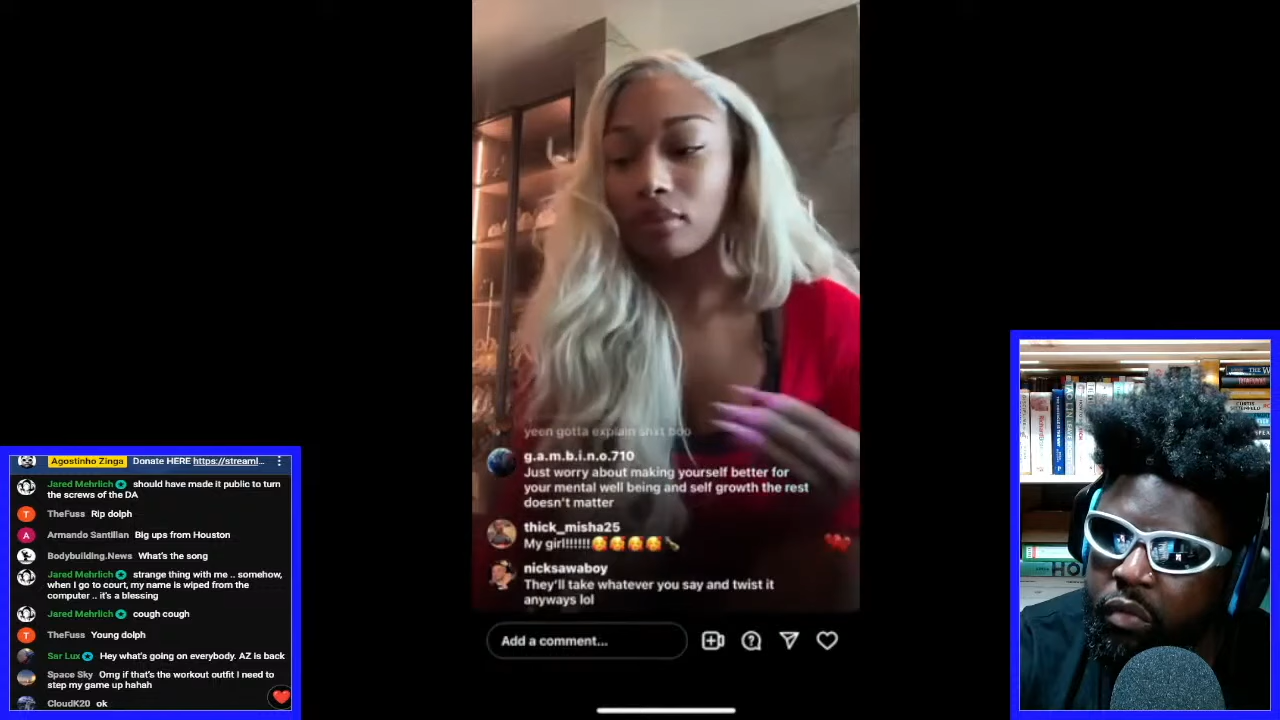 Agostinho Zinga Donate HERE https://streaml...
Jared Mehrlich should have made it public to turn
the screws of the DA
TheFuss Rip dolph
Armando Santillan Big ups from Houston
Bodybuilding.News What's the song
Jared Mehrlich strange thing with me .. somehow,
when I go to court, my name is wiped from the
computer .. it's a blessing
Jared Mehrlich cough cough
TheFuss Young dolph
Sar Lux Hey what's going on everybody. AZ is back
Space Sky Omg if that's the workout outfit I need to
step my game up hahah
CloudK20 ok
yeen gotta explain shxt boo
g.a.m.b.i.n.o.710
Just worry about making yourself better for
your mental well being and self growth the rest
doesn't matter
thick_misha25
My girl!!!!!!🥰🥰🥰🥰
nicksawaboy
They'll take whatever you say and twist it
anyways lol
Add a comment...